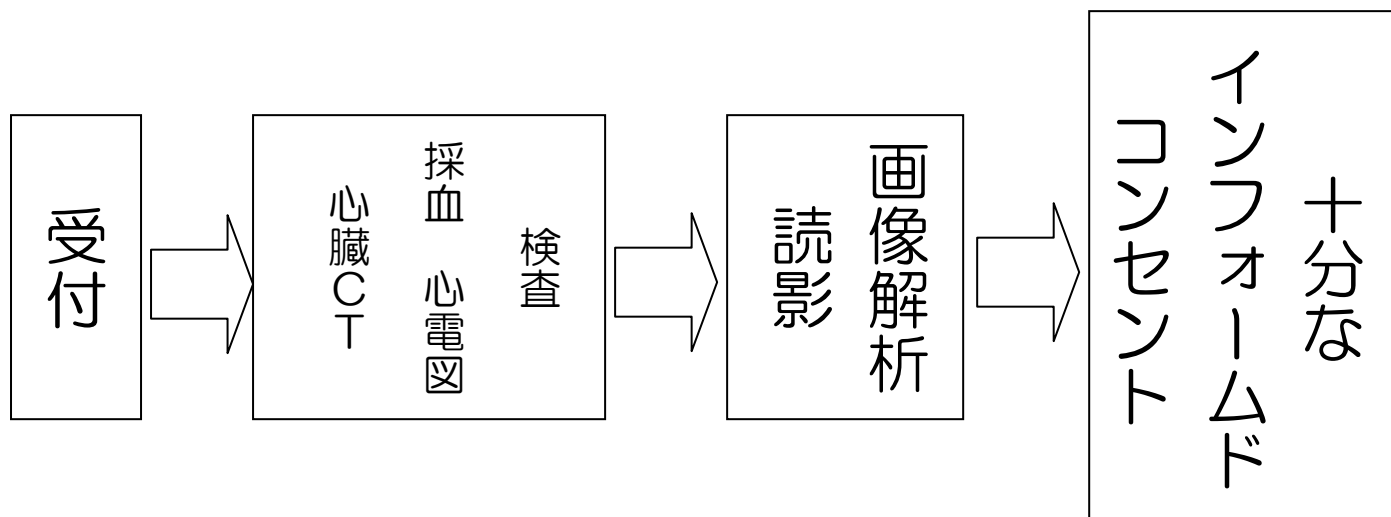 受付
検査
採血　心電図
心臓ＣＴ
画像解析
読影
十分な
インフォームド
コンセント